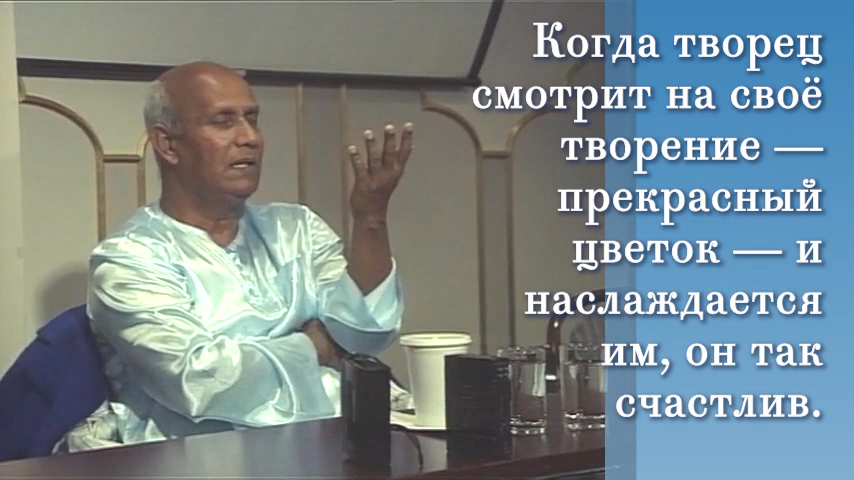 Когда творец
смотрит на своё
творение —
прекрасный
цветок — и
наслаждается
им, он так
счастлив.